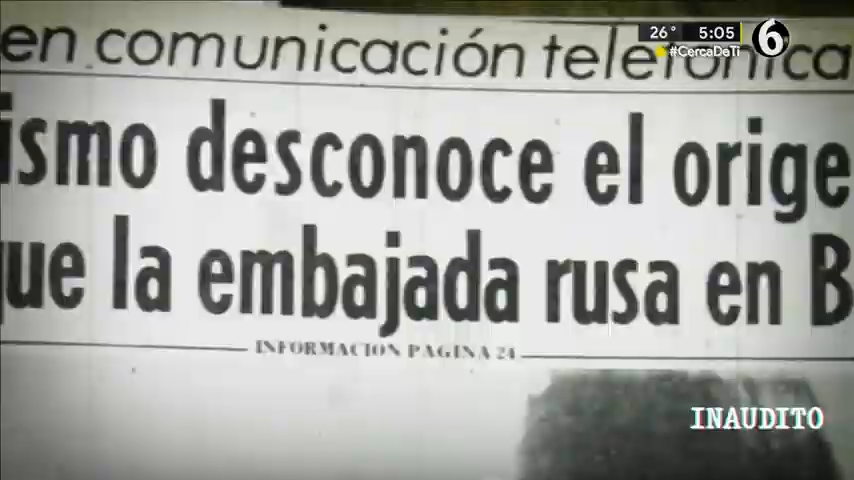 26° 5:05 6
#CercaDeTi
en comunicación telefónica
ismo desconoce el orige
que la embajada rusa en B
INFORMACION PAGINA 24
INAUDITO